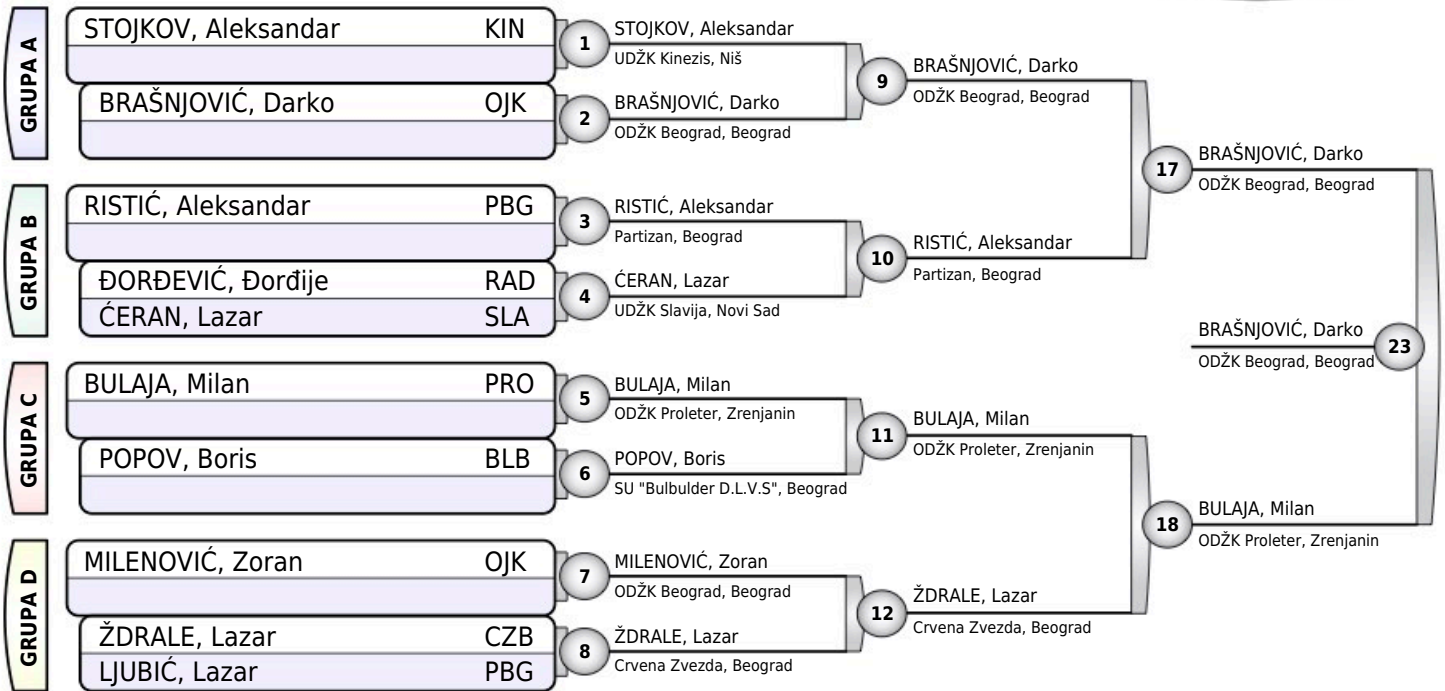 GRUPA A
STOJKOV, Aleksandar KIN
BRAŠNJOVIĆ, Darko OJK
GRUPA B
RISTIĆ, Aleksandar PBG
ĐORĐEVIĆ, Đorđije RAD
ĆERAN, Lazar SLA
GRUPA C
BULAJA, Milan PRO
POPOV, Boris BLB
GRUPA D
MILENOVIĆ, Zoran OJK
ŽDRALE, Lazar CZB
LJUBIĆ, Lazar PBG
1
STOJKOV, Aleksandar
UDŽK Kinezis, Niš
2
BRAŠNJOVIĆ, Darko
ODŽK Beograd, Beograd
3
RISTIĆ, Aleksandar
Partizan, Beograd
4
ĆERAN, Lazar
UDŽK Slavija, Novi Sad
5
BULAJA, Milan
ODŽK Proleter, Zrenjanin
6
POPOV, Boris
SU "Bulbulder D.L.V.S", Beograd
7
MILENOVIĆ, Zoran
ODŽK Beograd, Beograd
8
ŽDRALE, Lazar
Crvena Zvezda, Beograd
9
BRAŠNJOVIĆ, Darko
ODŽK Beograd, Beograd
10
RISTIĆ, Aleksandar
Partizan, Beograd
11
BULAJA, Milan
ODŽK Proleter, Zrenjanin
12
ŽDRALE, Lazar
Crvena Zvezda, Beograd
17
BRAŠNJOVIĆ, Darko
ODŽK Beograd, Beograd
18
BULAJA, Milan
ODŽK Proleter, Zrenjanin
BRAŠNJOVIĆ, Darko
ODŽK Beograd, Beograd
23